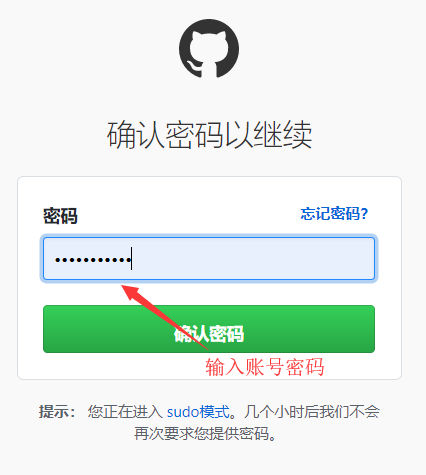 确认密码以继续
密码 忘记密码?
确认密码
输入账号密码
提示： 您正在进入 sudo模式。几个小时后我们不会
再次要求您提供密码。